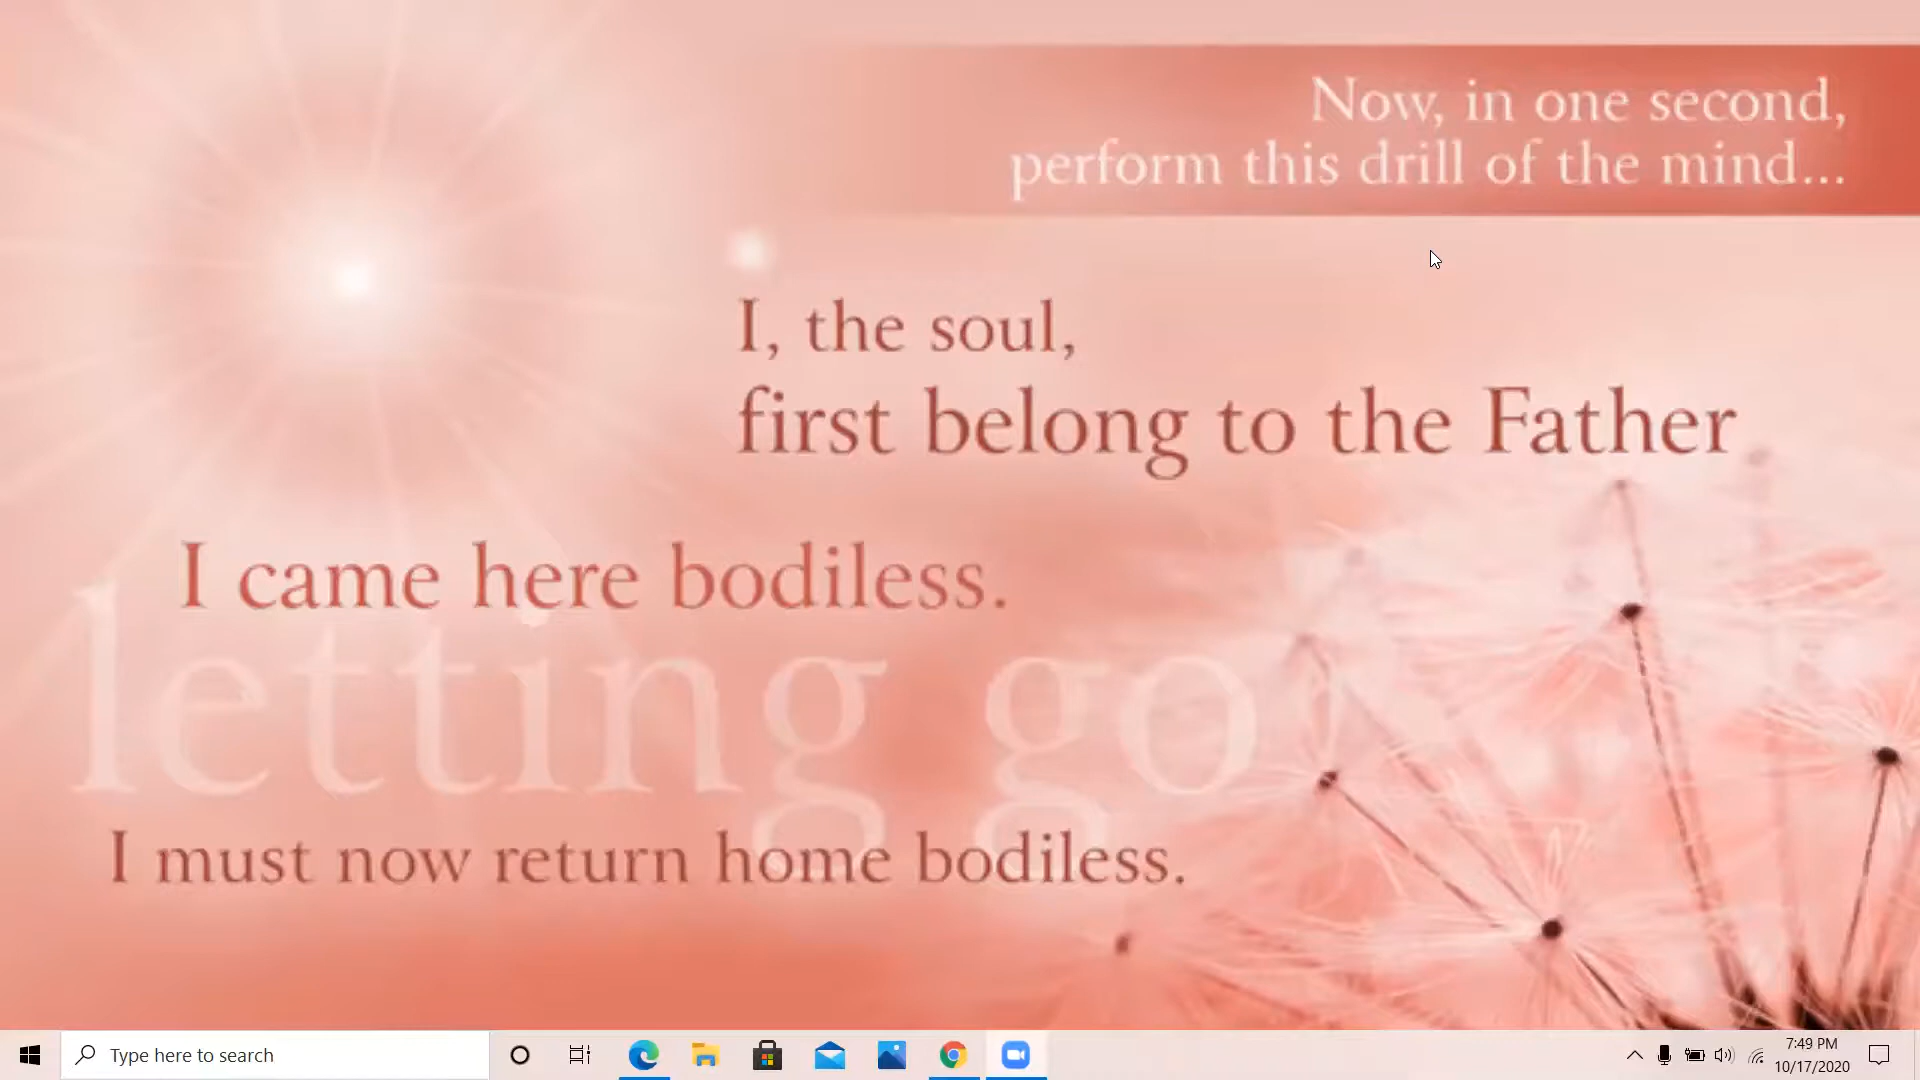 Now, in one second,
perform this drill of the mind...
I, the soul,
first belong to the Father
I came here bodiless.
letting go
I must now return home bodiless.
Type here to search
7:49 PM
10/17/2020